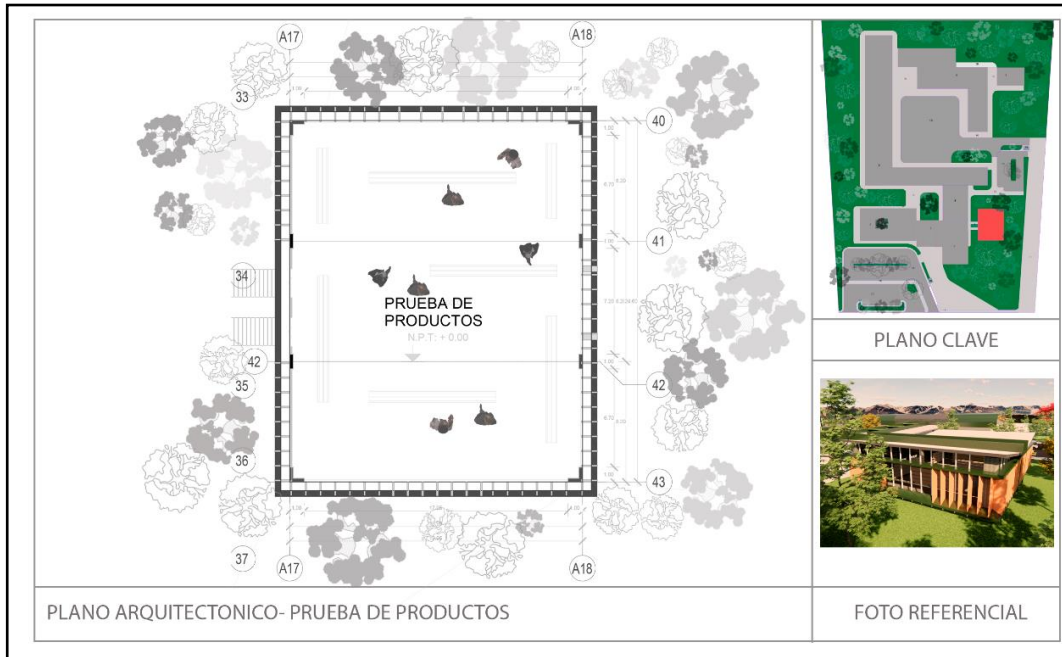 A17
A18
33
40
41
34
PRUEBA DE
PRODUCTOS
N.P.T: + 0.00
42
35
42
36
43
37
A17
A18
PLANO CLAVE
PLANO ARQUITECTONICO- PRUEBA DE PRODUCTOS
FOTO REFERENCIAL